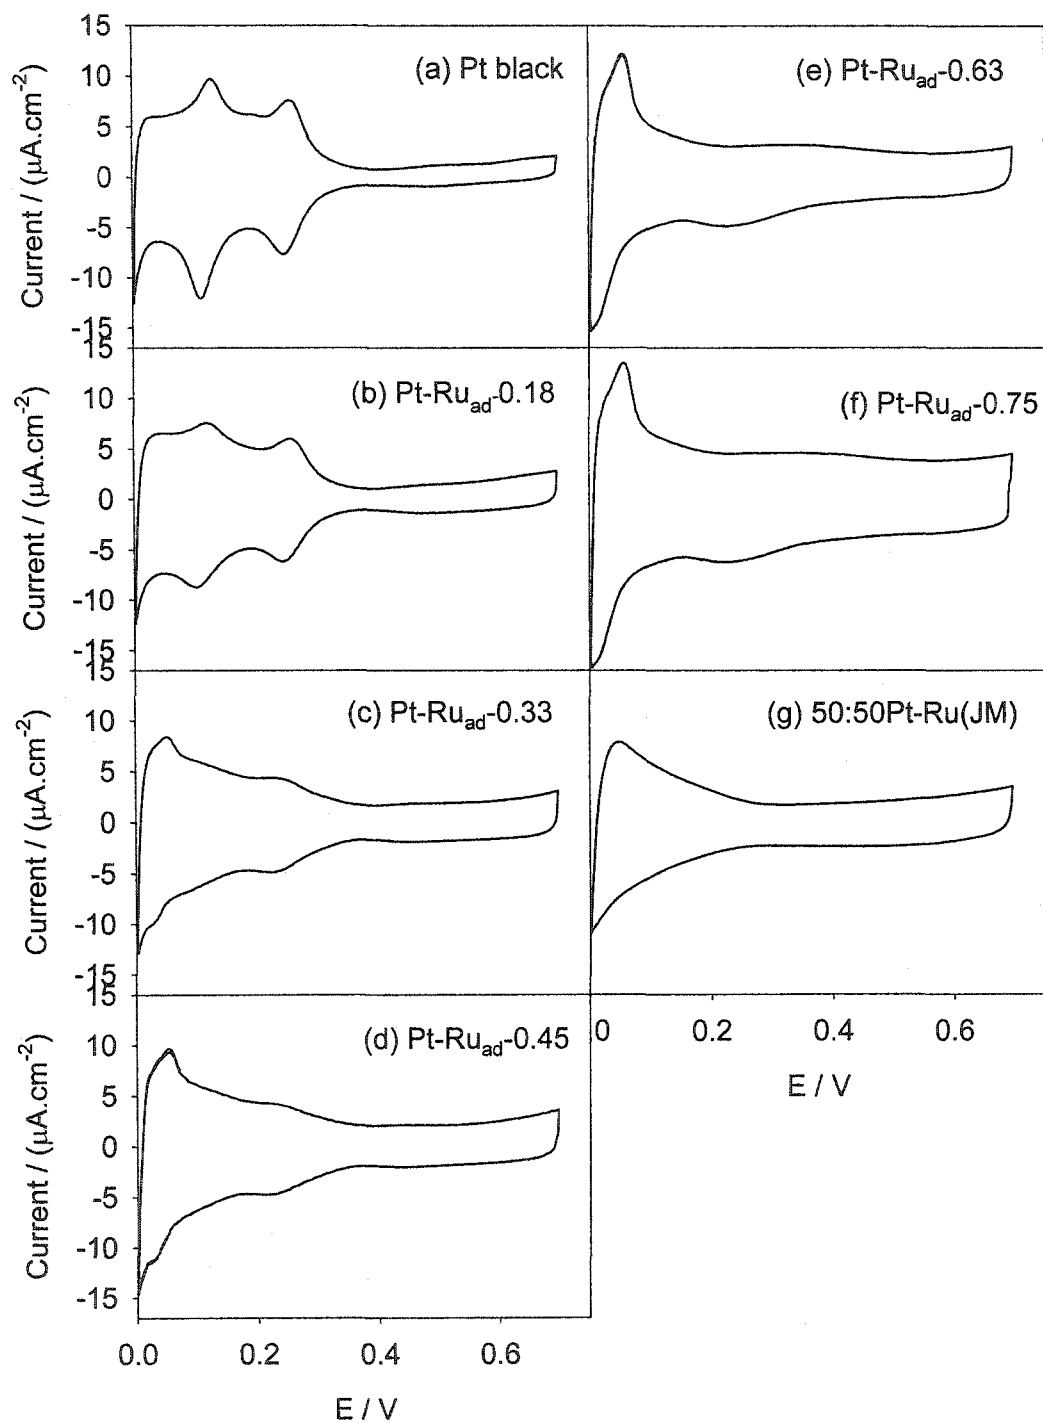 15
10
5
0
-5
-10
-15
Current / (μA.cm-2)
(a) Pt black
(e) Pt-Ruad-0.63
15
10
5
0
-5
-10
-15
Current / (μA.cm-2)
(b) Pt-Ruad-0.18
(f) Pt-Ruad-0.75
15
10
5
0
-5
-10
-15
Current / (μA.cm-2)
(c) Pt-Ruad-0.33
(g) 50:50Pt-Ru(JM)
15
10
5
0
-5
-10
-15
Current / (μA.cm-2)
(d) Pt-Ruad-0.45
0 0.2 0.4 0.6
E / V
0.0 0.2 0.4 0.6
E / V